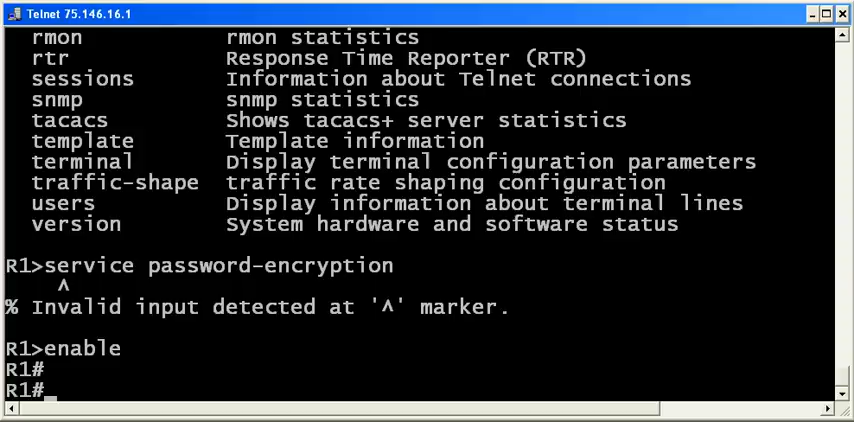 Telnet 75.146.16.1
rmon rmon statistics
rtr Response Time Reporter (RTR)
sessions Information about Telnet connections
snmp snmp statistics
tacacs Shows tacacs+ server statistics
template Template information
terminal Display terminal configuration parameters
traffic-shape traffic rate shaping configuration
users Display information about terminal lines
version System hardware and software status
R1>service password-encryption
^
% Invalid input detected at '^' marker.
R1>enable
R1#
R1#_